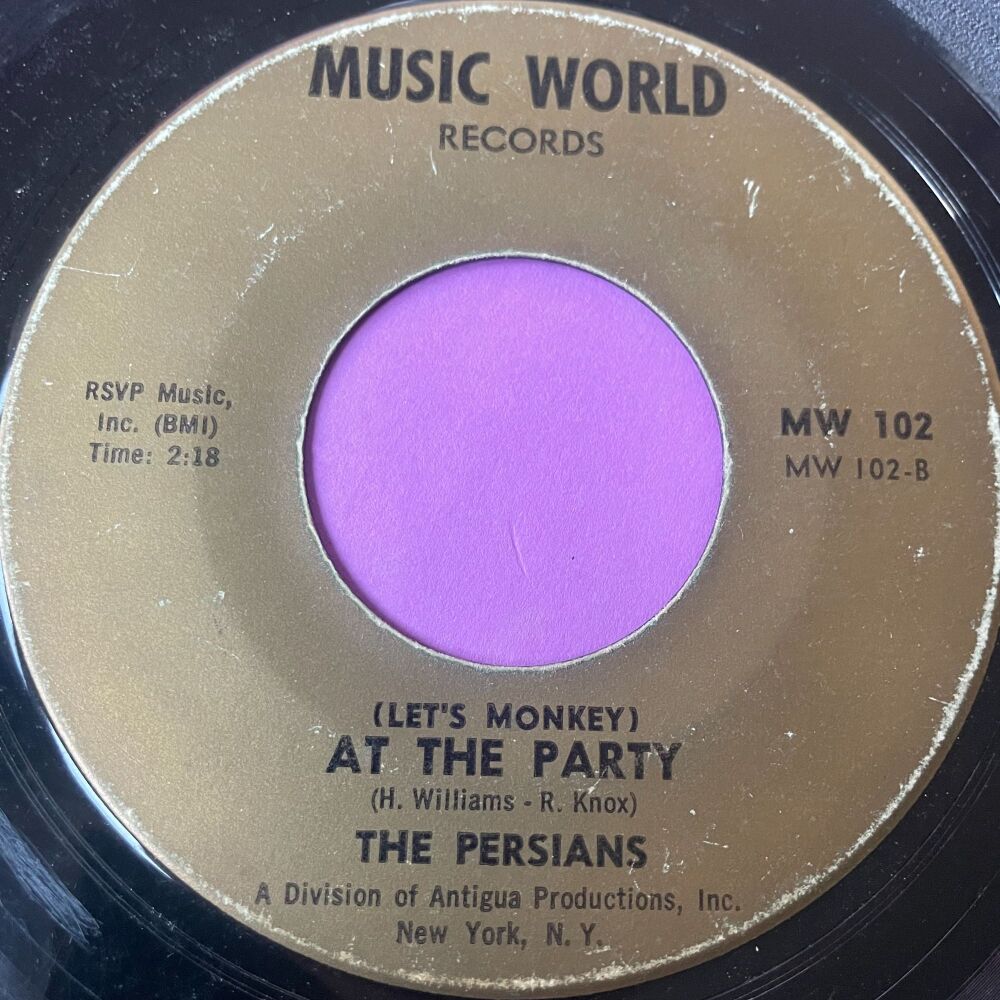 MUSIC WORLD
RECORDS
RSVP Music,
Inc. (BMI)
Time: 2:18
MW 102
MW 102-B
(LET'S MONKEY)
AT THE PARTY
(H. Williams - R. Knox)
THE PERSIANS
A Division of Antigua Productions, Inc.
New York, N. Y.